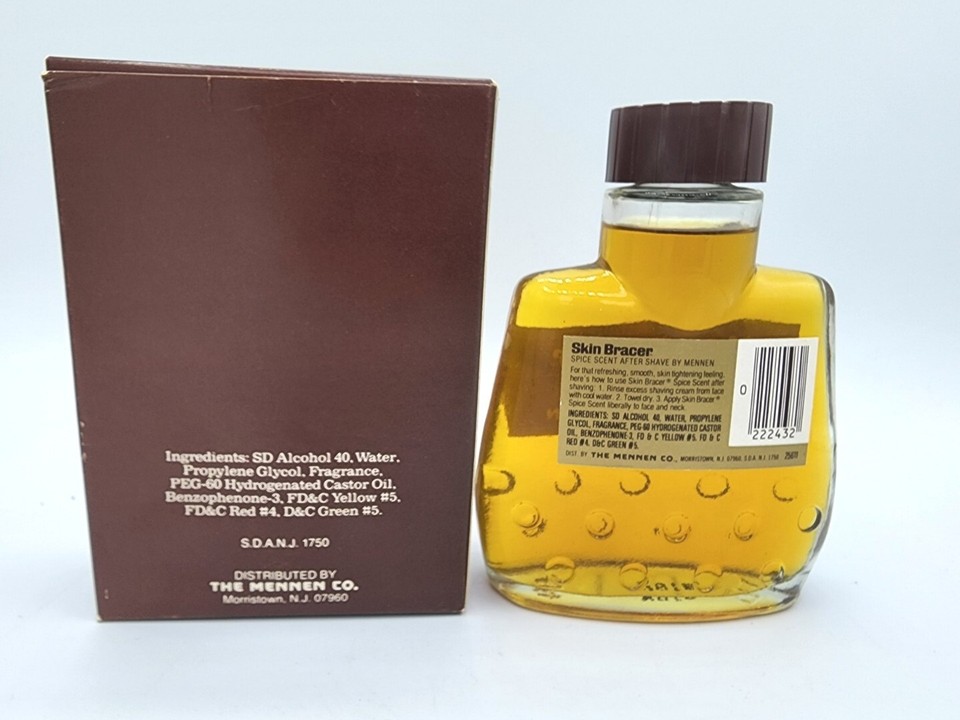 Ingredients: SD Alcohol 40, Water,
Propylene Glycol, Fragrance,
PEG-60 Hydrogenated Castor Oil,
Benzophenone-3, FD&C Yellow #5,
FD&C Red #4, D&C Green #5.
S.D.A.N.J. 1750
DISTRIBUTED BY
THE MENNEN CO.
Morristown, N.J. 07960
Skin Bracer
SPICE SCENT AFTER SHAVE BY MENNEN
For that refreshing, smooth, skin tightening feeling,
here's how to use Skin Bracer® Spice Scent after
shaving: 1. Rinse excess shaving cream from face
with cool water. 2. Towel dry. 3. Apply Skin Bracer®
Spice Scent liberally to face and neck.
INGREDIENTS: SD ALCOHOL 40, WATER, PROPYLENE
GLYCOL, FRAGRANCE, PEG-60 HYDROGENATED CASTOR
OIL, BENZOPHENONE-3, FD & C YELLOW #5, FD & C
RED #4, D&C GREEN #5.
DIST. BY THE MENNEN CO., MORRISTOWN, N.J. 07960 S.D.A. N.J. 1750
0
222432